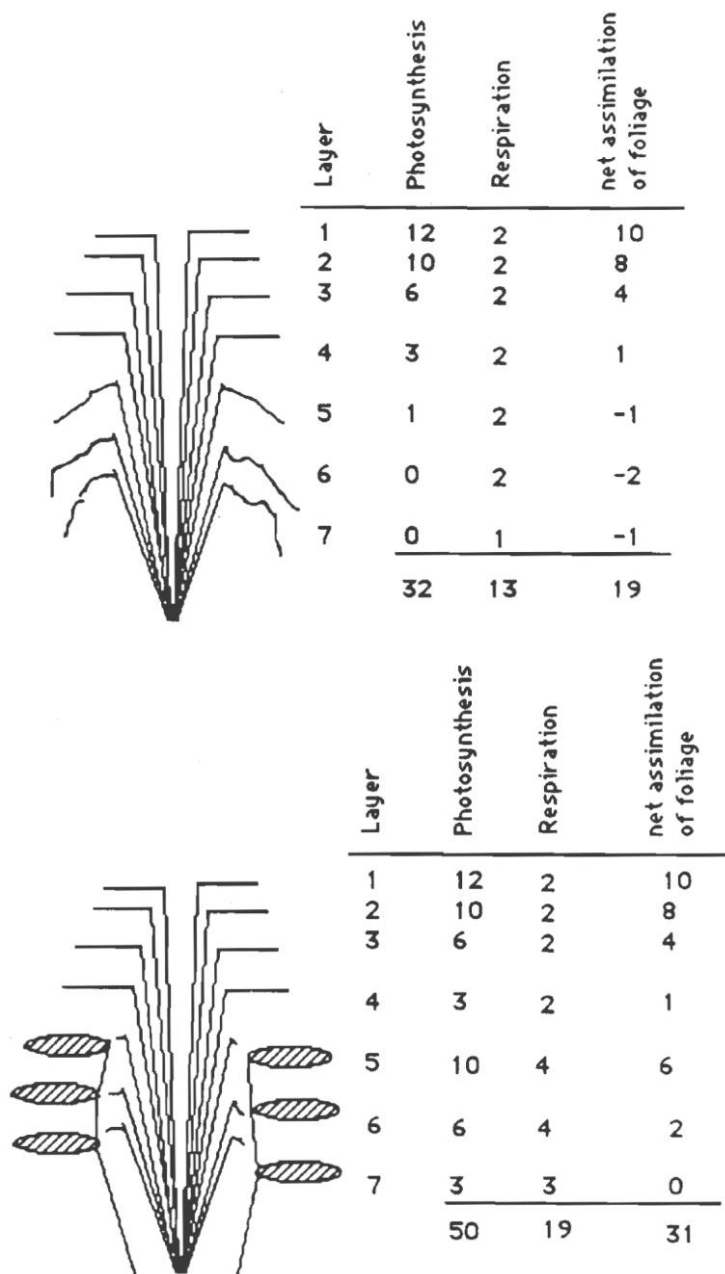 Layer Photosynthesis Respiration net assimilation of foliage
1 12 2 10
2 10 2 8
3 6 2 4
4 3 2 1
5 1 2 -1
6 0 2 -2
7 0 1 -1
32 13 19
Layer Photosynthesis Respiration net assimilation of foliage
1 12 2 10
2 10 2 8
3 6 2 4
4 3 2 1
5 10 4 6
6 6 4 2
7 3 3 0
50 19 31